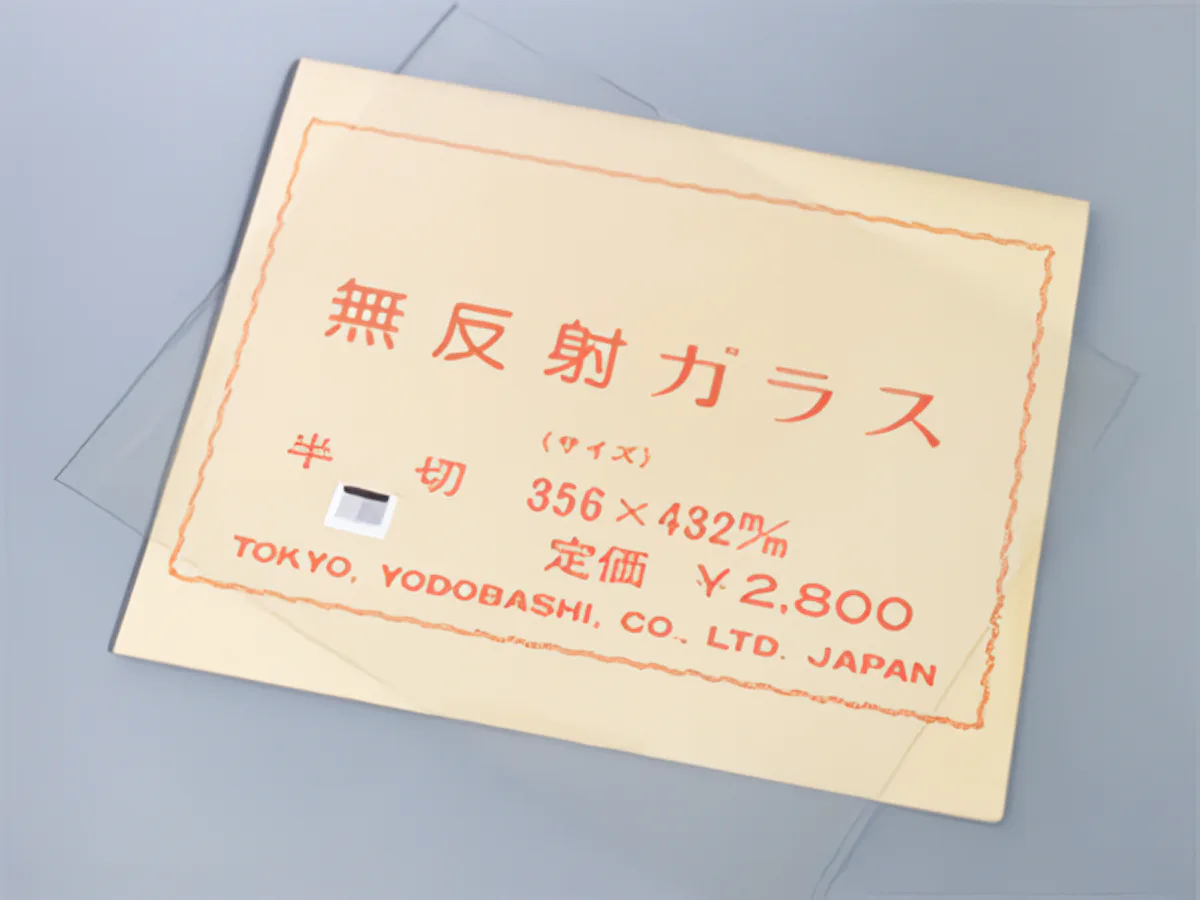 無反射ガラス
半切
(サイズ)
356×432m/m
定価 ¥2,800
TOKYO, YODOBASHI, CO., LTD. JAPAN